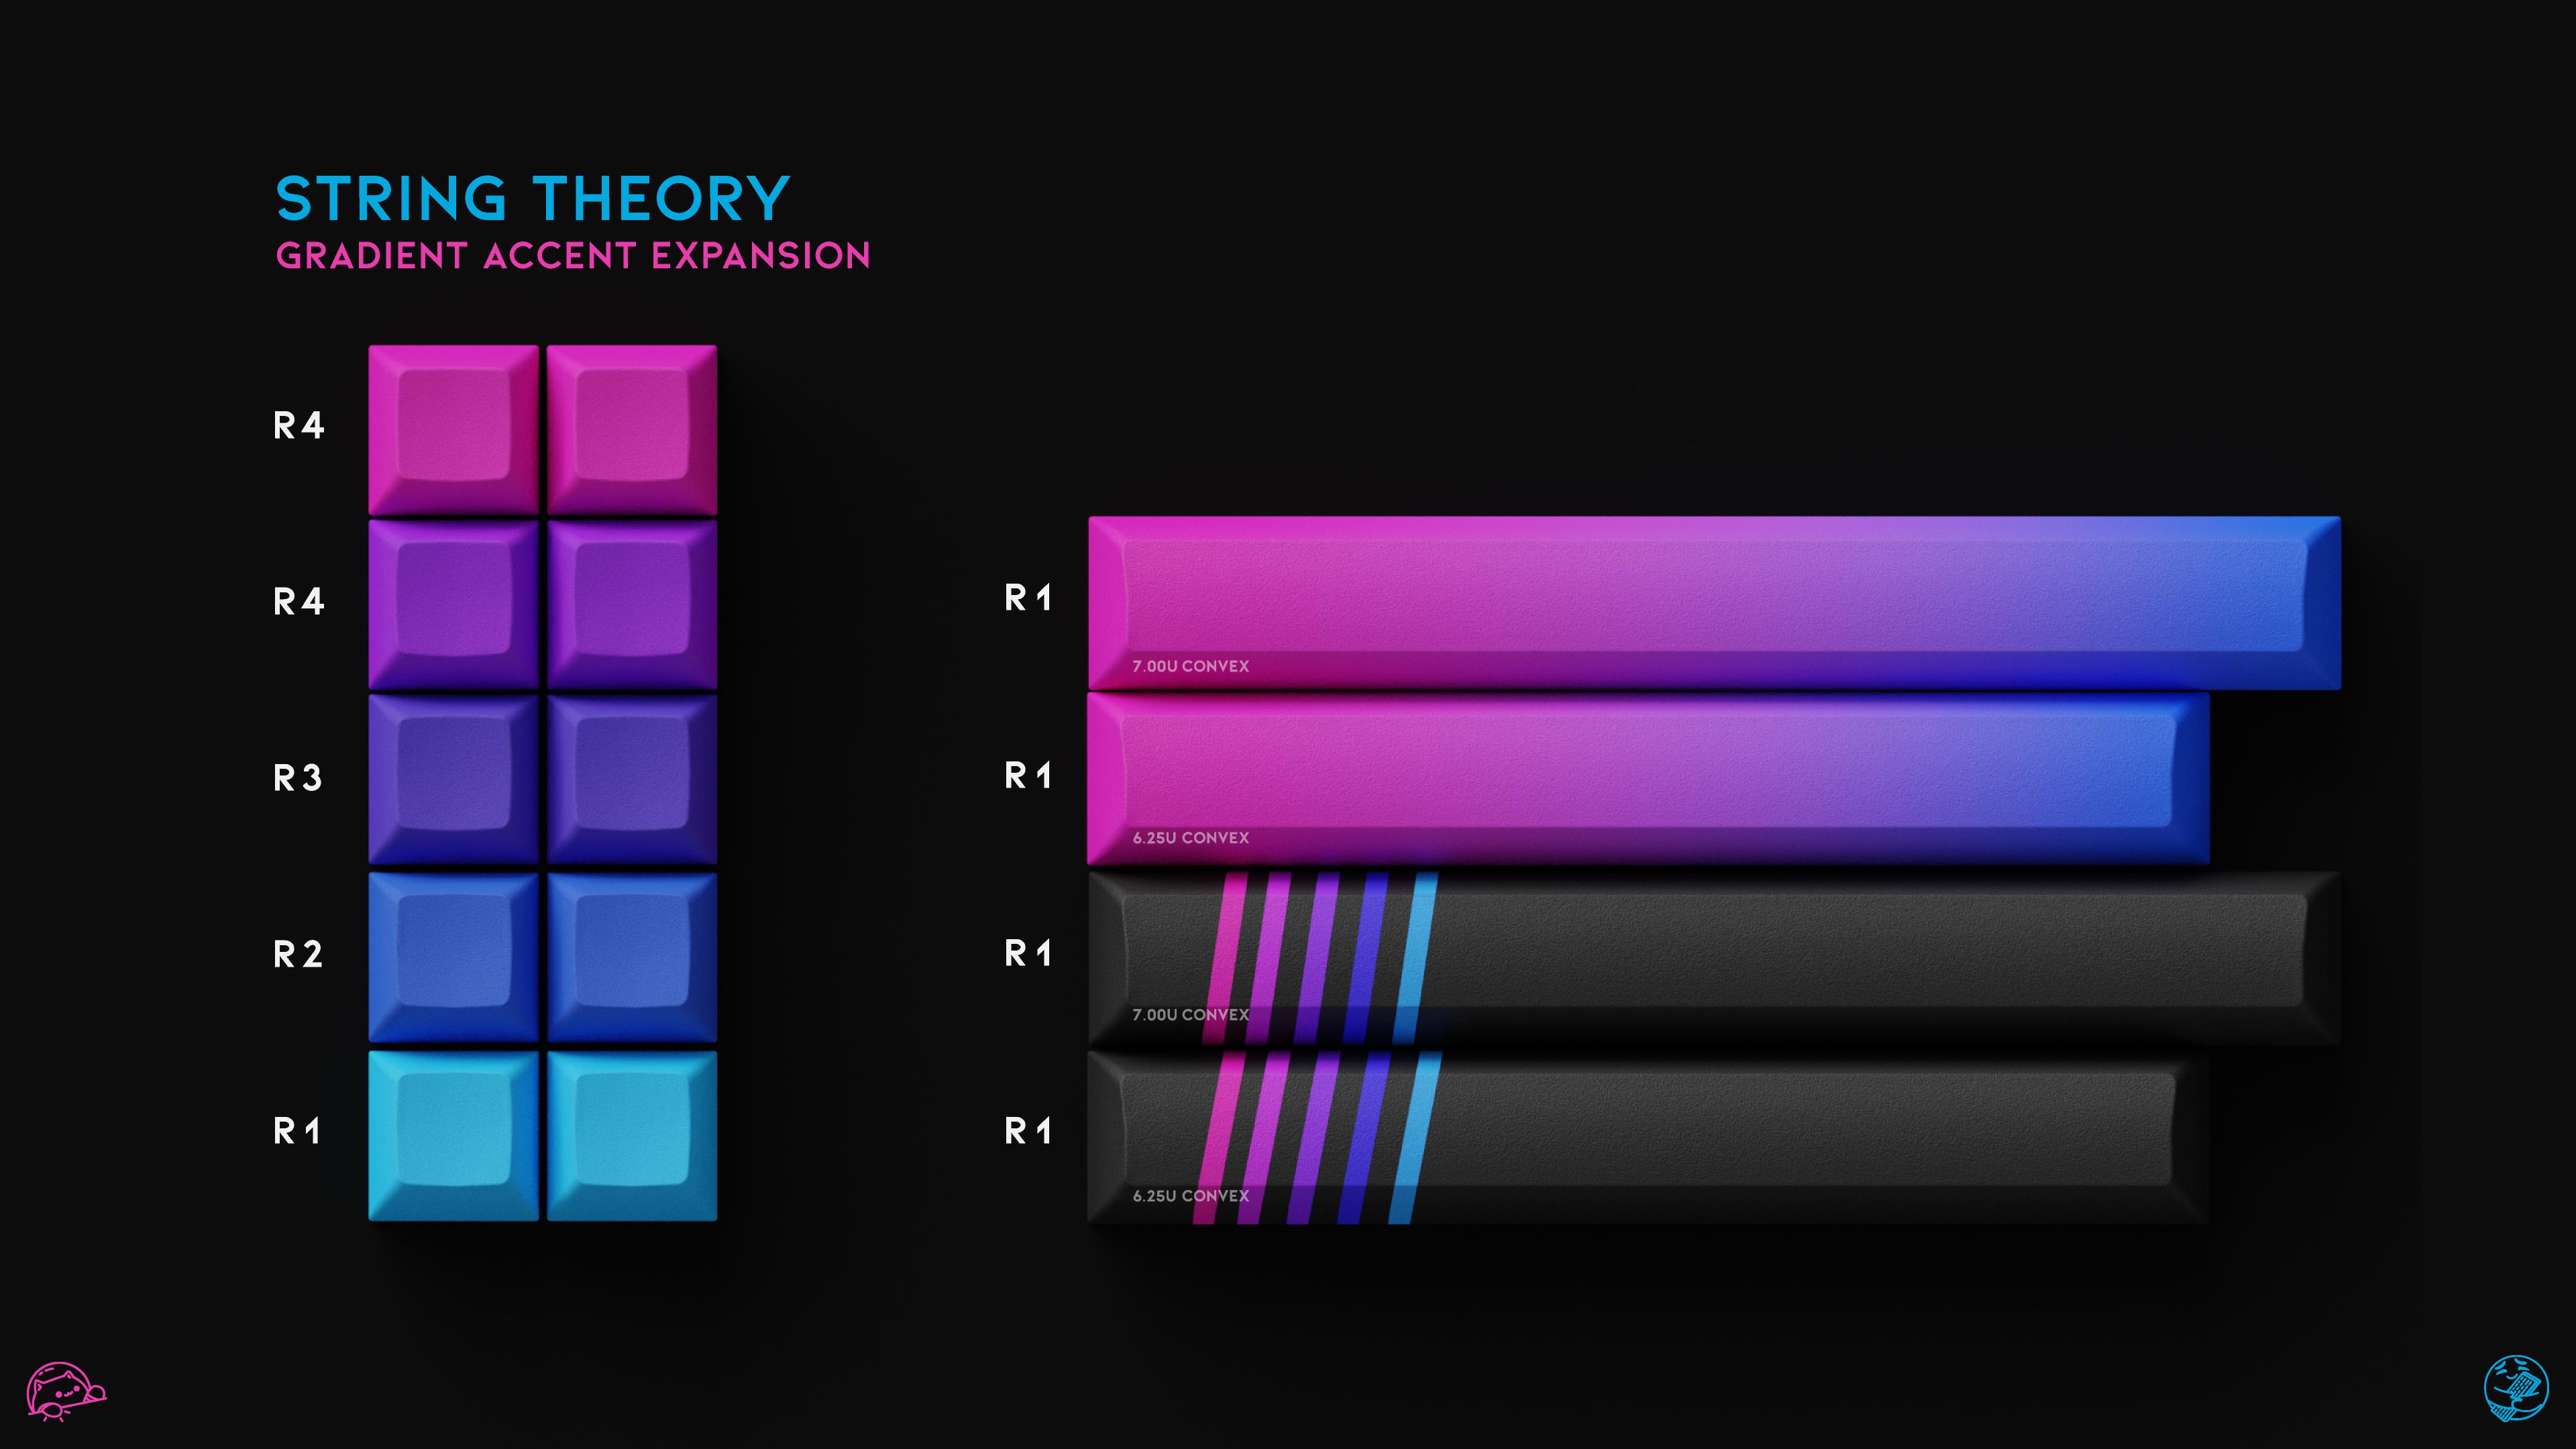 STRING THEORY
GRADIENT ACCENT EXPANSION
R4
R4
R3
R2
R1
R1
7.00U CONVEX
R1
6.25U CONVEX
R1
7.00U CONVEX
R1
6.25U CONVEX